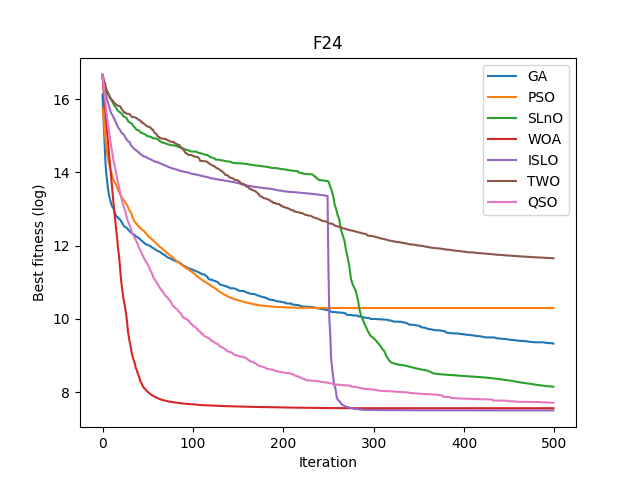 F24
Best fitness (log)
16
14
12
10
8
GA
PSO
SLnO
WOA
ISLO
TWO
QSO
0
100
200
300
400
500
Iteration